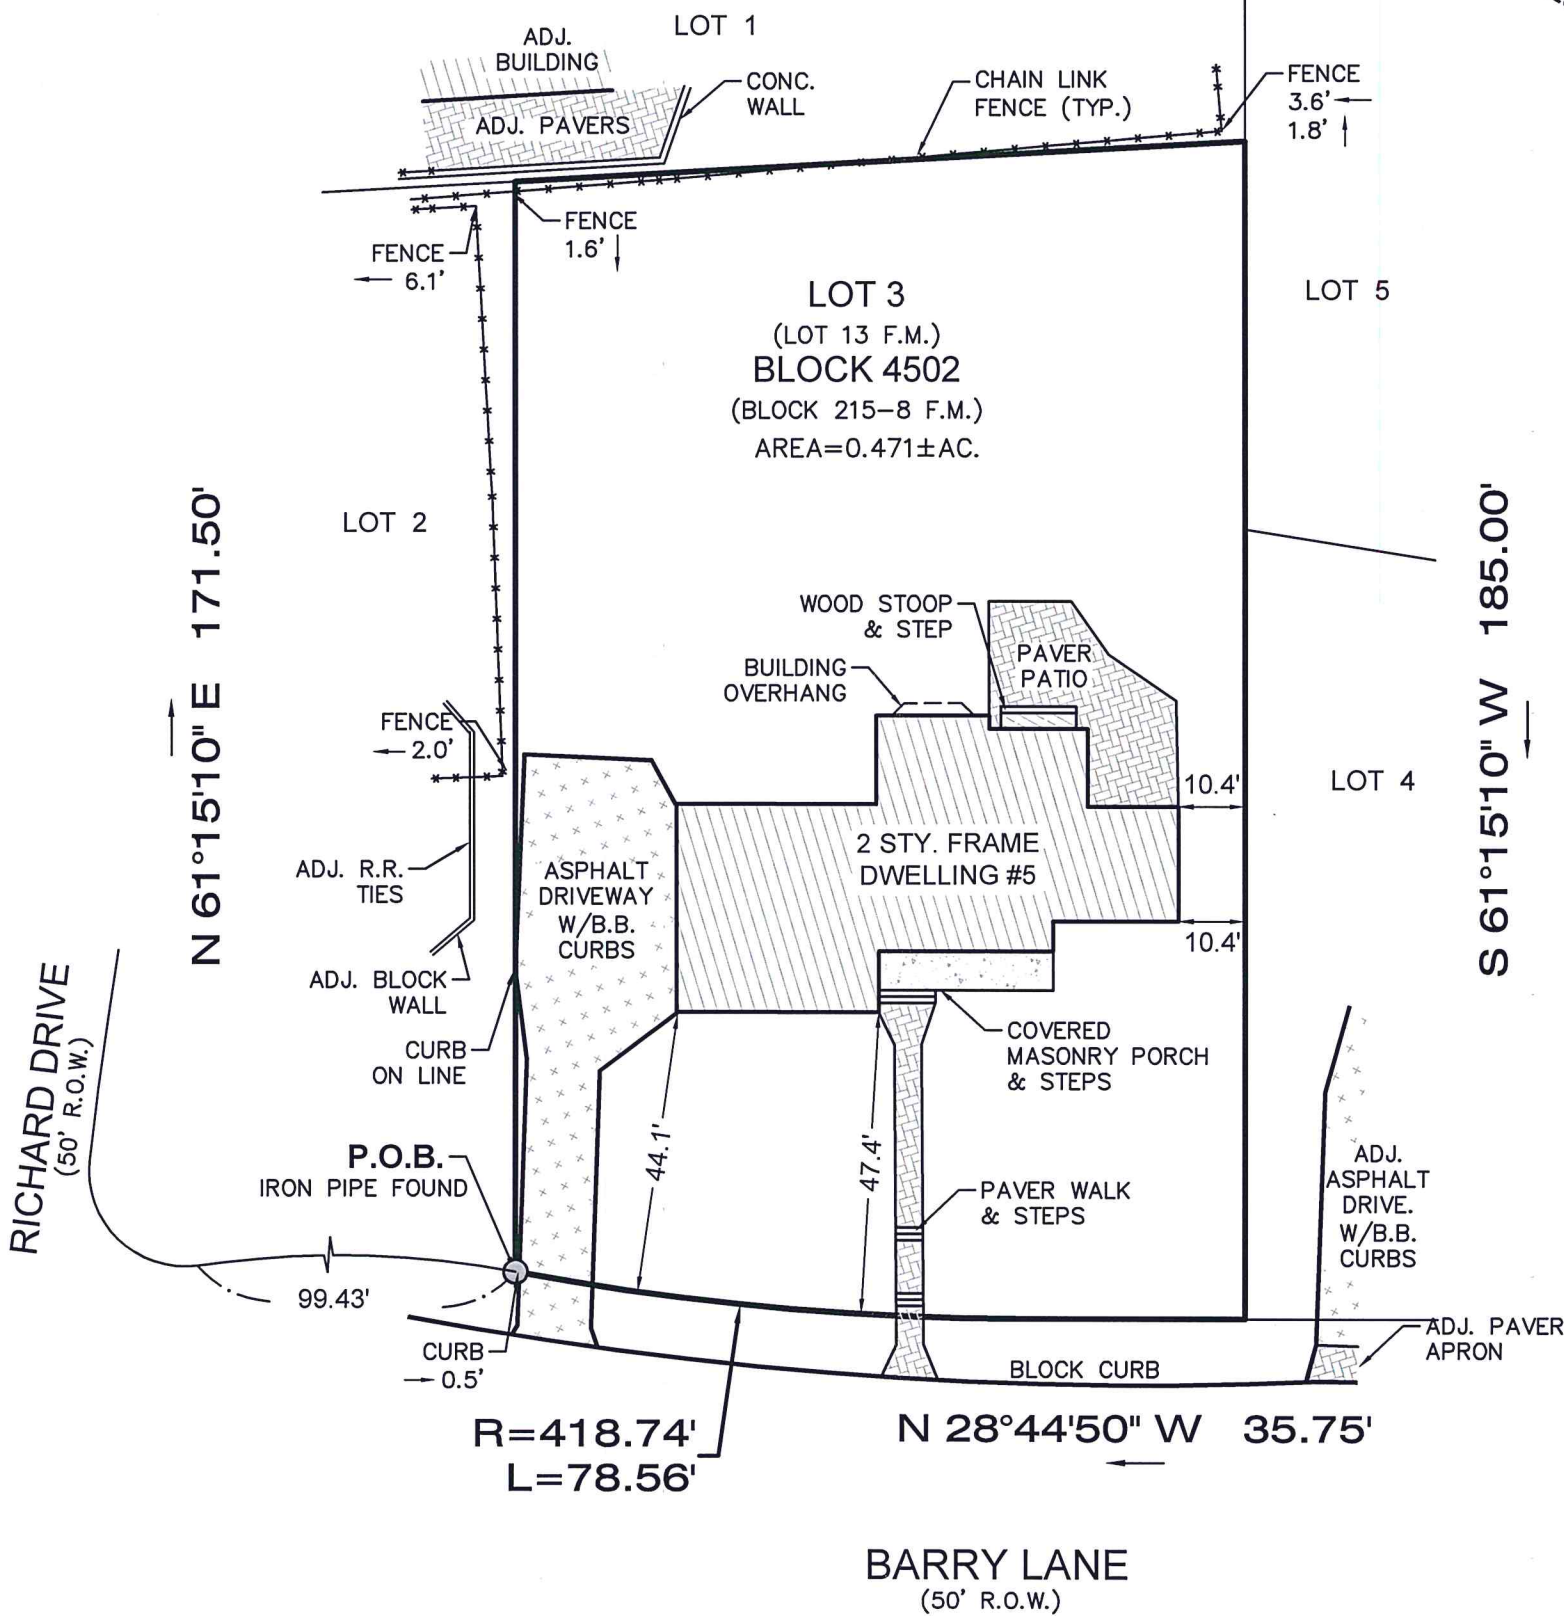 LOT 1
ADJ.
BUILDING
CONC.
WALL
CHAIN LINK
FENCE (TYP.)
FENCE
3.6'
1.8'
ADJ. PAVERS
FENCE
1.6'
FENCE
6.1'
LOT 3
(LOT 13 F.M.)
BLOCK 4502
(BLOCK 215-8 F.M.)
AREA=0.471±AC.
LOT 5
LOT 2
N 61°15'10" E 171.50'
S 61°15'10" W 185.00'
WOOD STOOP
& STEP
PAVER
PATIO
BUILDING
OVERHANG
FENCE
2.0'
10.4'
LOT 4
2 STY. FRAME
DWELLING #5
ASPHALT
DRIVEWAY
W/B.B.
CURBS
ADJ. R.R.
TIES
10.4'
ADJ. BLOCK
WALL
RICHARD DRIVE
(50' R.O.W.)
CURB
ON LINE
COVERED
MASONRY PORCH
& STEPS
44.1'
47.4'
P.O.B.
IRON PIPE FOUND
PAVER WALK
& STEPS
ADJ.
ASPHALT
DRIVE.
W/B.B.
CURBS
99.43'
CURB
0.5'
BLOCK CURB
ADJ. PAVER
APRON
R=418.74'
L=78.56'
N 28°44'50" W 35.75'
BARRY LANE
(50' R.O.W.)